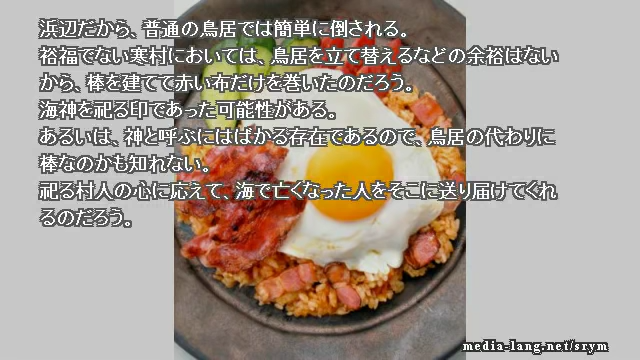 浜辺だから、普通の鳥居では簡単に倒される。
裕福でない寒村においては、鳥居を立て替えるなどの余裕はない
から、棒を建てて赤い布だけを巻いたのだろう。
海神を祀る印であった可能性がある。
あるいは、神と呼ぶにはばかる存在であるので、鳥居の代わりに
棒なのかも知れない。
祀る村人の心に応えて、海で亡くなった人をそこに送り届けてくれ
るのだろう。
media-lang.net/srym